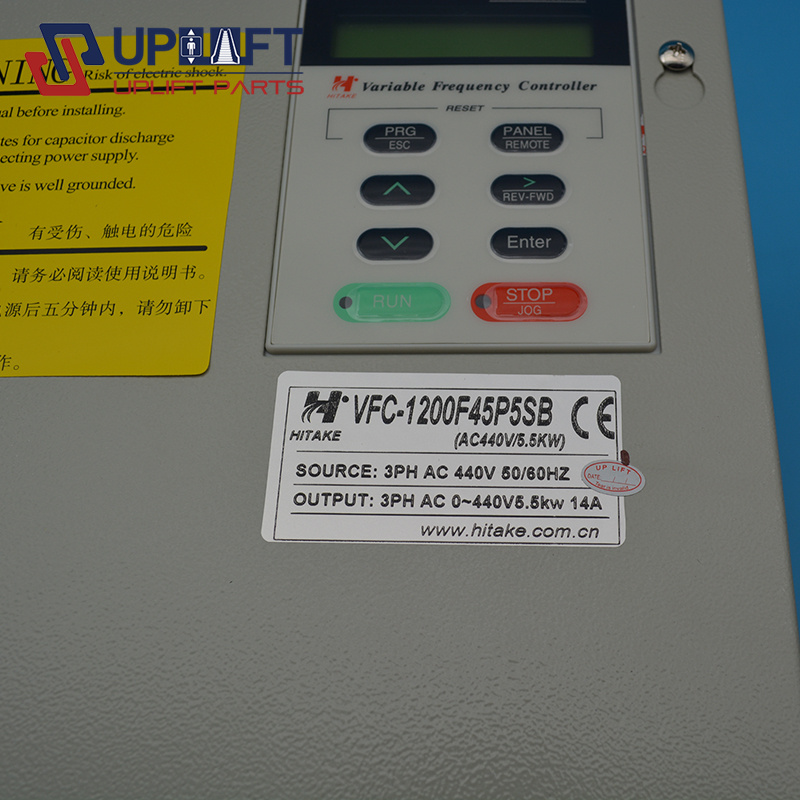 UPLIFT
UPLIFT PARTS
NING Risk of electric shock.
al before installing.
tes for capacitor discharge
ecting power supply.
ve is well grounded.
有受伤、触电的危险
请务必阅读使用说明书。
源后五分钟内，请勿卸下
作。
H
HITAKE
Variable Frequency Controller
RESET
PRG
ESC
PANEL
REMOTE
>
REV-FWD
Enter
RUN
STOP
JOG
H
HITAKE
VFC-1200F45P5SB
CE
(AC440V/5.5KW)
SOURCE: 3PH AC 440V 50/60HZ
OUTPUT: 3PH AC 0~440V5.5kw 14A
www.hitake.com.cn
UP LIFT
DATE